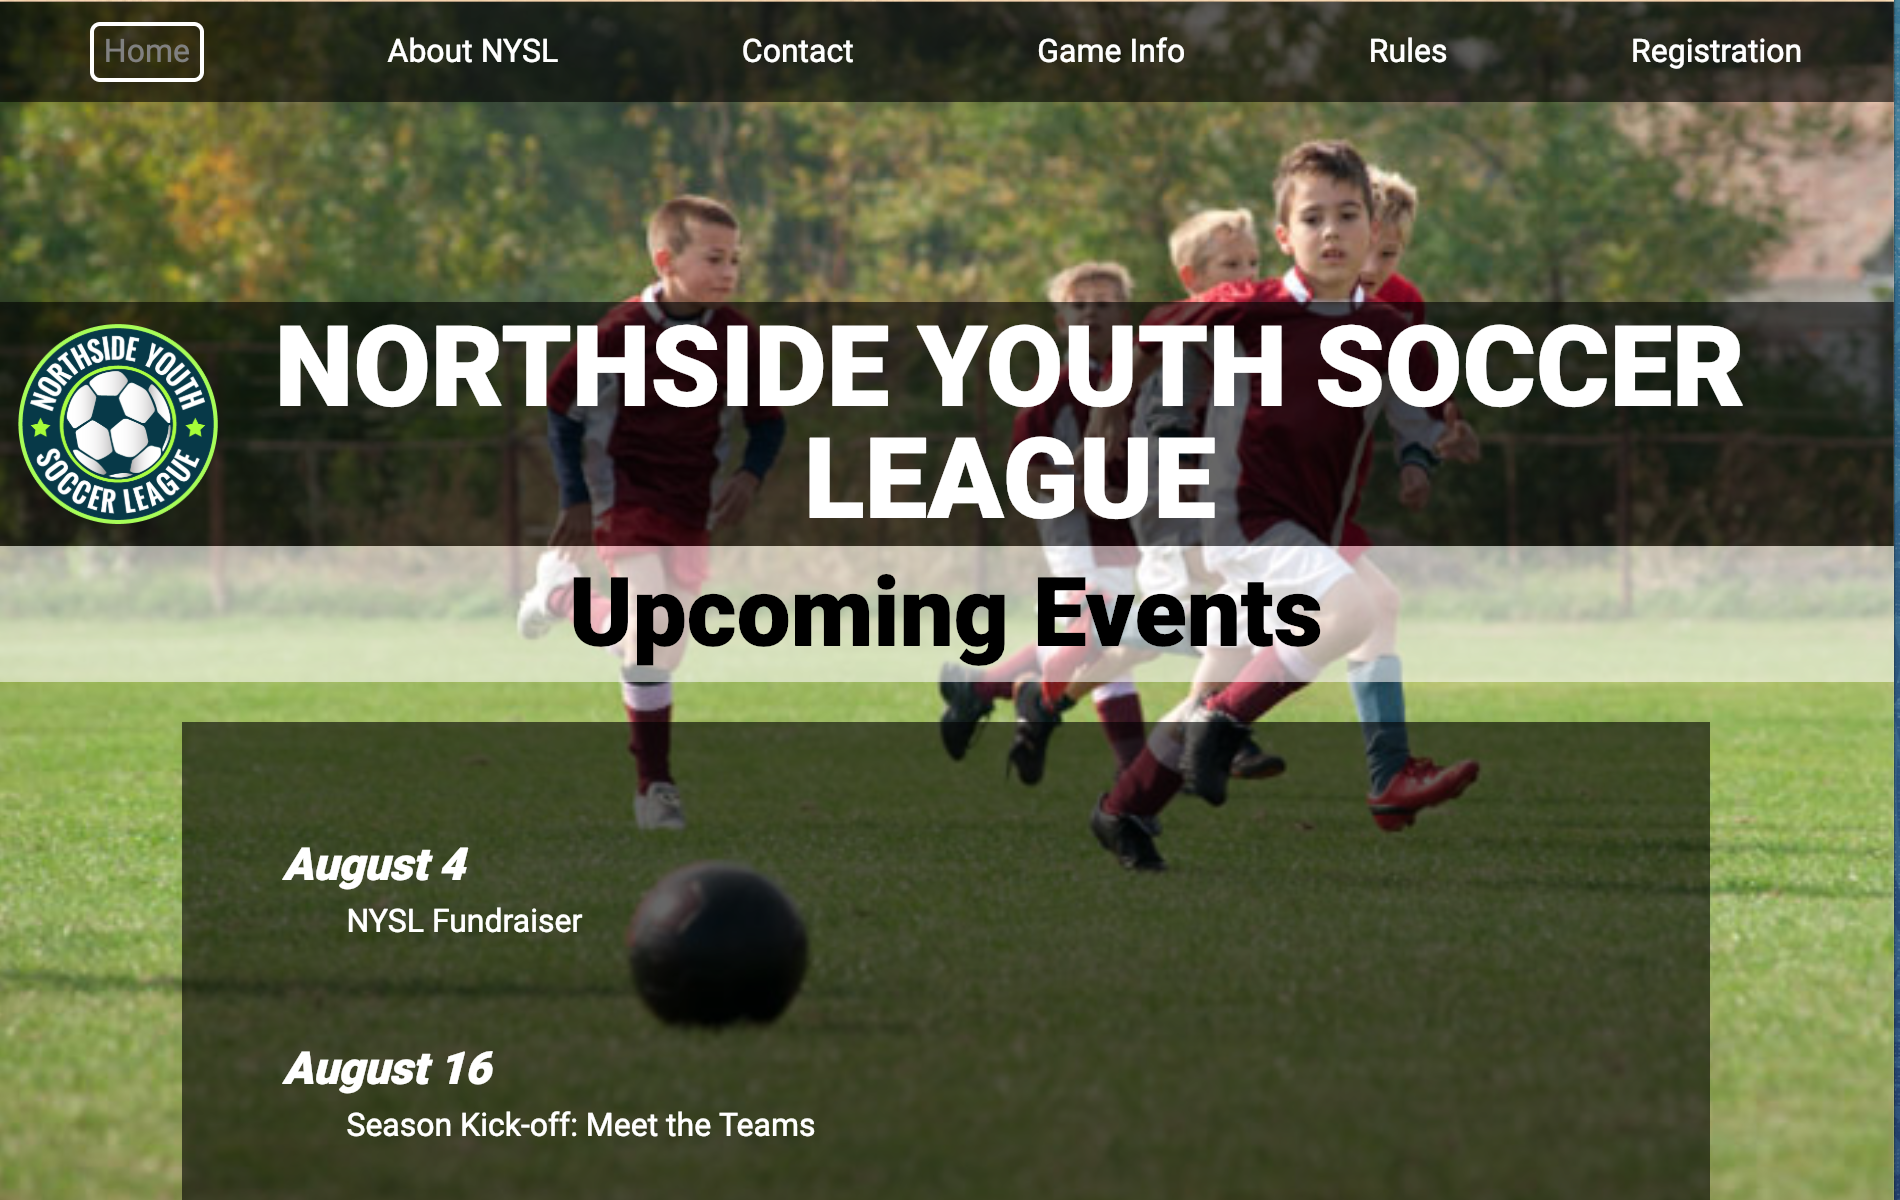 Home About NYSL Contact Game Info Rules Registration
NORTHSIDE YOUTH
SOCCER LEAGUE
NORTHSIDE YOUTH SOCCER
LEAGUE
Upcoming Events
August 4
NYSL Fundraiser
August 16
Season Kick-off: Meet the Teams